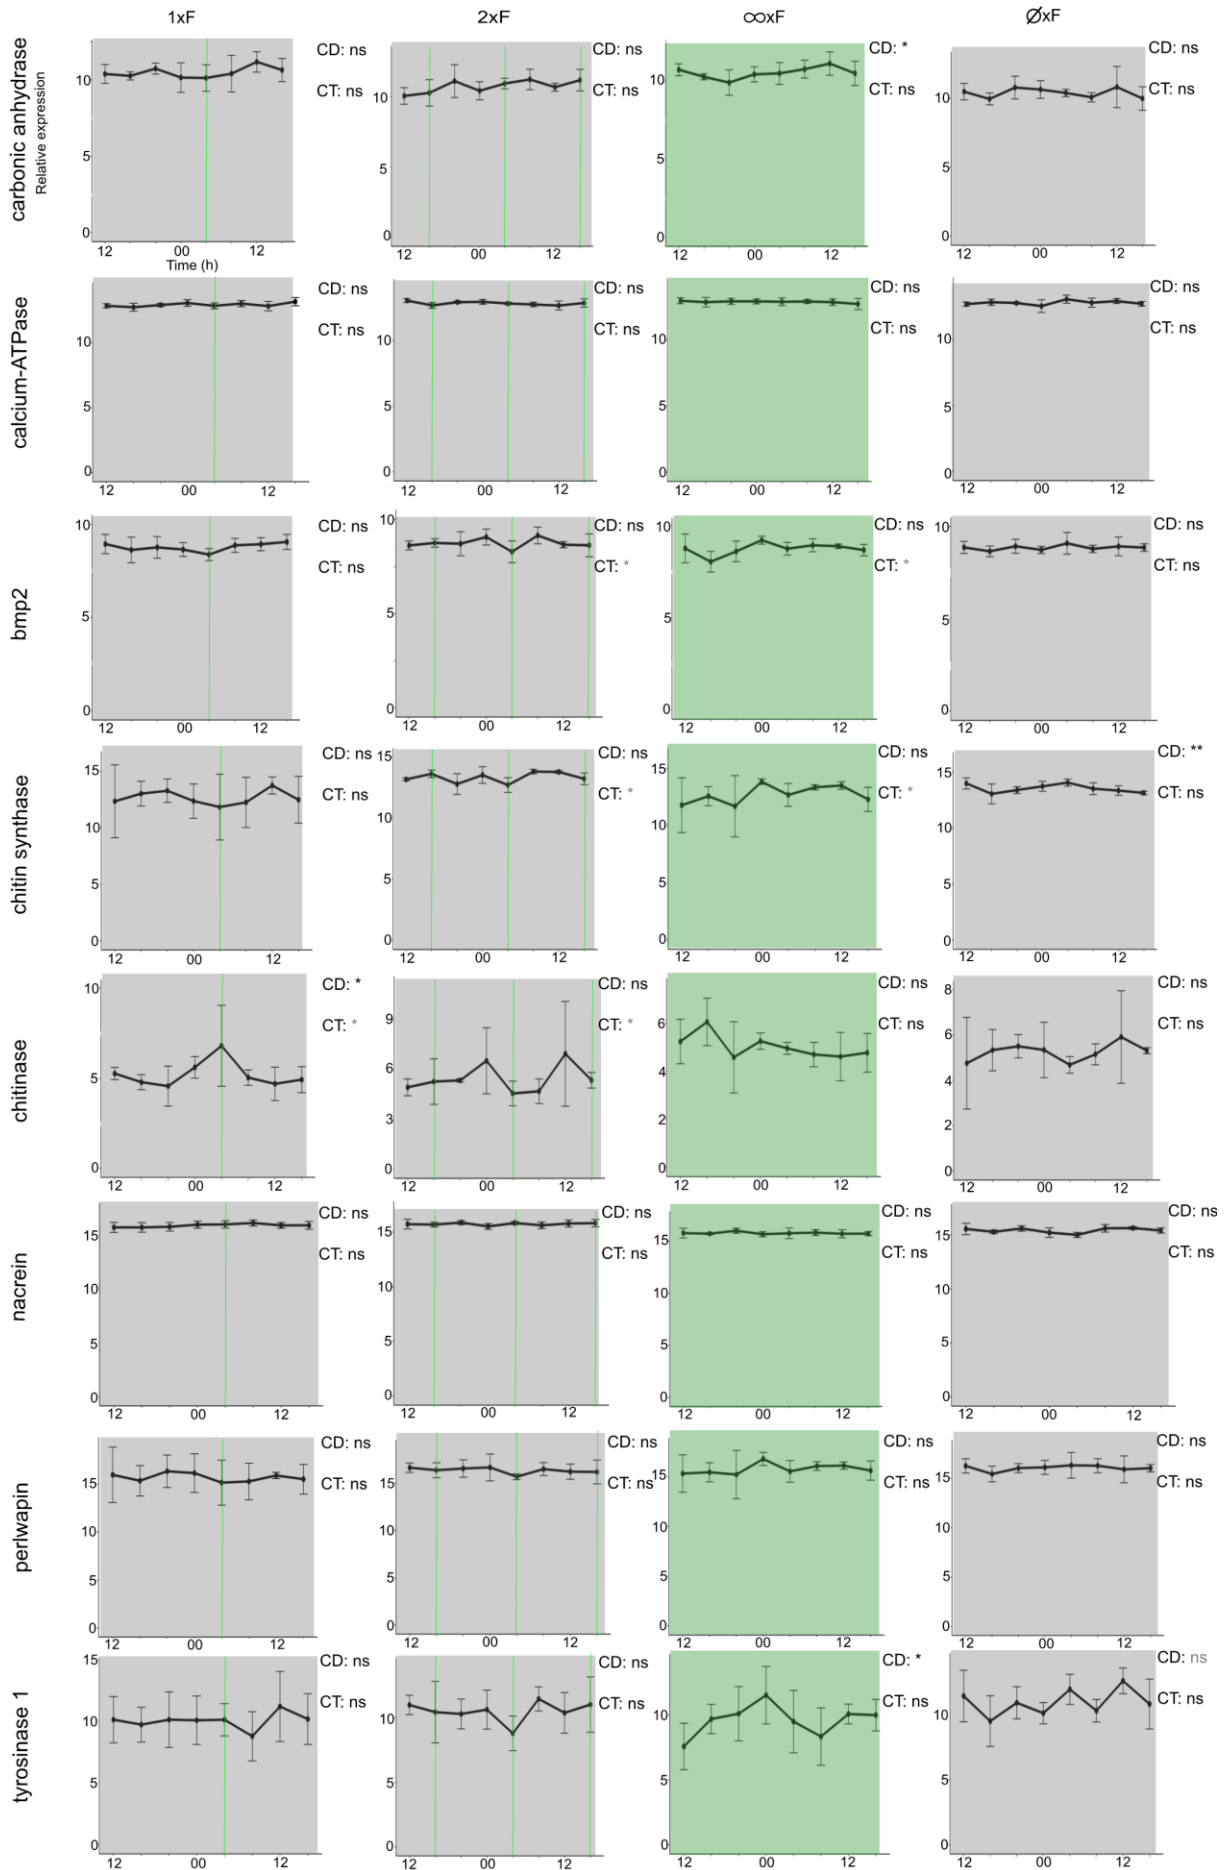 1xF 2xF ∞xF ØxF
carbonic anhydrase
Relative expression
10 5 0
12 00 12
Time (h)
CD: ns
CT: ns
10 5 0
12 00 12
CD: ns
CT: ns
10 5 0
12 00 12
CD: *
CT: ns
10 5 0
12 00 12
CD: ns
CT: ns
calcium-ATPase
10 5 0
12 00 12
CD: ns
CT: ns
10 5 0
12 00 12
CD: ns
CT: ns
10 5 0
12 00 12
CD: ns
CT: ns
10 5 0
12 00 12
CD: ns
CT: ns
bmp2
10 5 0
12 00 12
CD: ns
CT: ns
10 5 0
12 00 12
CD: ns
CT: *
10 5 0
12 00 12
CD: ns
CT: *
10 5 0
12 00 12
CD: ns
CT: ns
chitin synthase
15 10 5 0
12 00 12
CD: ns
CT: ns
15 10 5 0
12 00 12
CD: ns
CT: *
15 10 5 0
12 00 12
CD: ns
CT: *
15 10 5 0
12 00 12
CD: **
CT: ns
chitinase
10 5 0
12 00 12
CD: *
CT: *
9 6 3 0
12 00 12
CD: ns
CT: *
6 4 2 0
12 00 12
CD: ns
CT: ns
8 6 4 2 0
12 00 12
CD: ns
CT: ns
nacrein
15 10 5 0
12 00 12
CD: ns
CT: ns
15 10 5 0
12 00 12
CD: ns
CT: ns
15 10 5 0
12 00 12
CD: ns
CT: ns
15 10 5 0
12 00 12
CD: ns
CT: ns
perlwapin
15 10 5 0
12 00 12
CD: ns
CT: ns
15 10 5 0
12 00 12
CD: ns
CT: ns
15 10 5 0
12 00 12
CD: ns
CT: ns
15 10 5 0
12 00 12
CD: ns
CT: ns
tyrosinase 1
15 10 5 0
12 00 12
CD: ns
CT: ns
10 5 0
12 00 12
CD: ns
CT: ns
10 5 0
12 00 12
CD: *
CT: ns
10 5 0
12 00 12
CD: ns
CT: ns